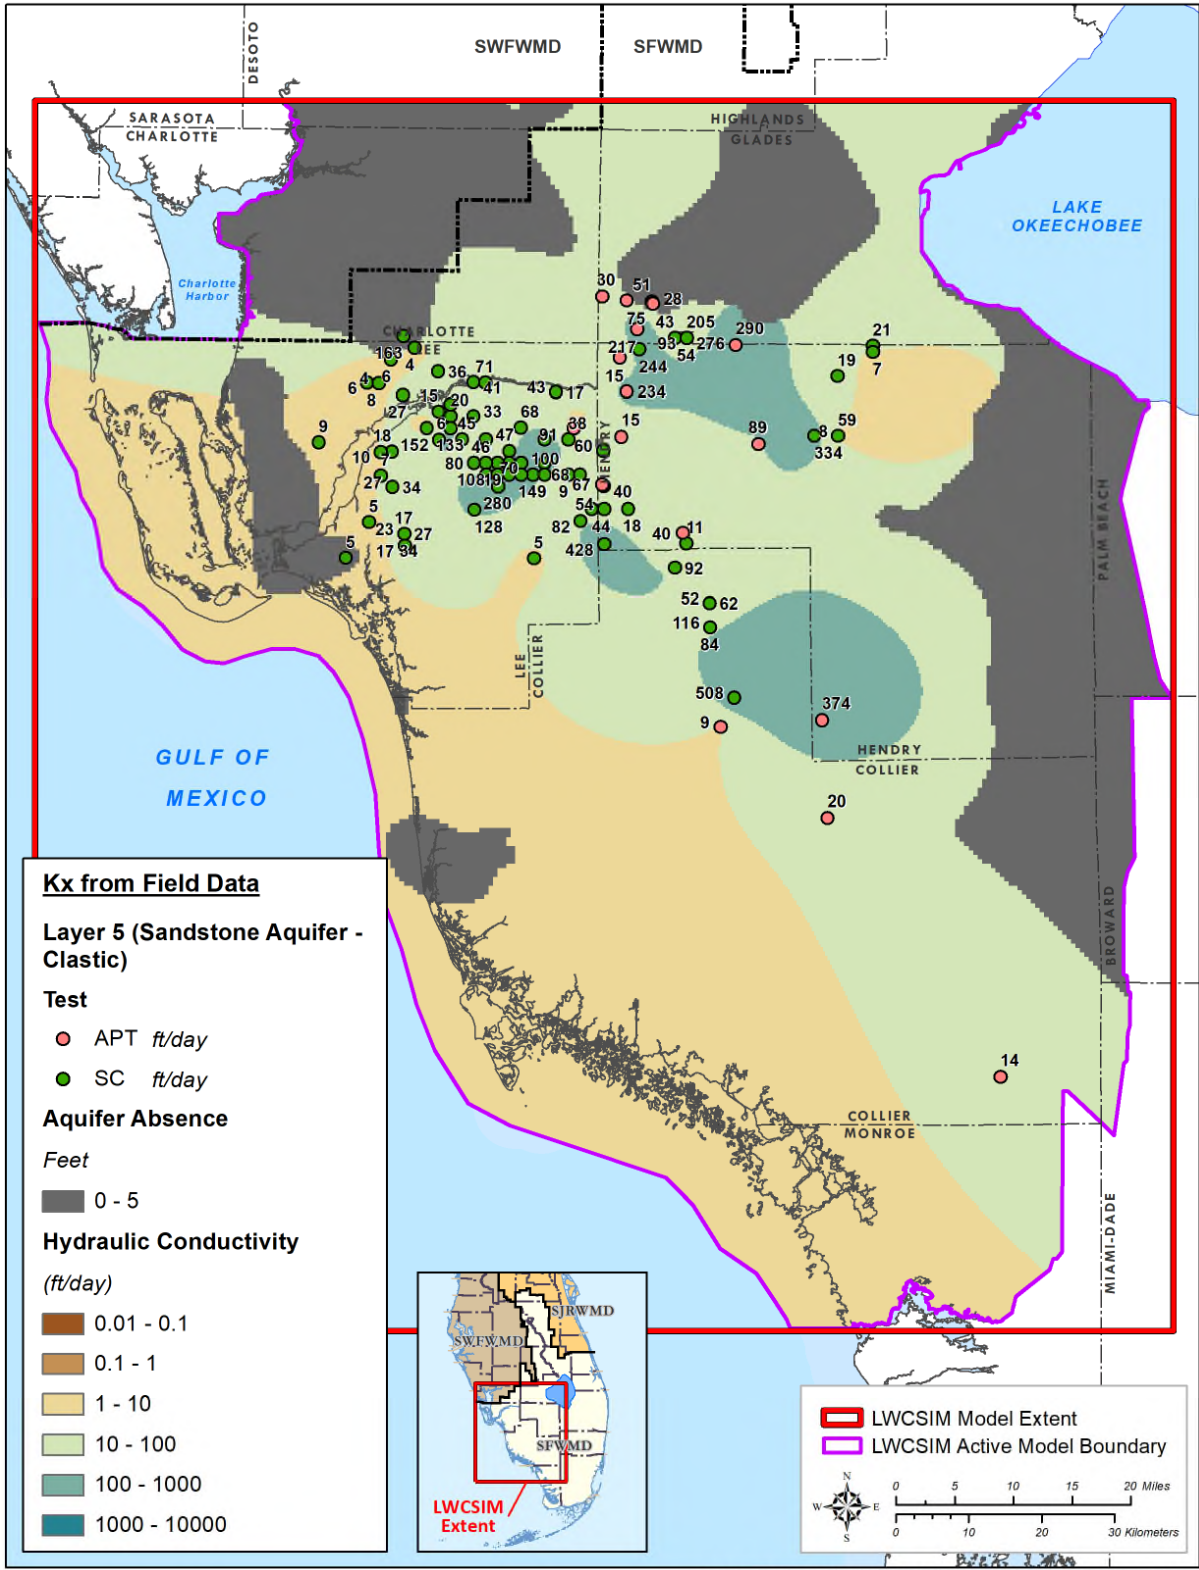 SWFWMD
SFWMD
DESOTO
SARASOTA
CHARLOTTE
HIGHLANDS
GLADES
LAKE
OKEECHOBEE
Charlotte
Harbor
30
51
28
75
43
205
290
21
CHARLOTTE
LEE
93
276
217
54
163
4
244
19
7
36
71
4
6
15
6
41
43
17
234
8
15
20
27
33
68
38
15
59
9
6
45
91
89
8
18
152
133
46
47
60
334
10
7
80
100
HENRY
70
27
108
19
68
67
34
149
9
40
280
54
5
128
82
44
18
23
17
27
40
11
17
34
5
5
428
92
PALM BEACH
52
62
116
84
LEE
COLLIER
508
374
9
GULF OF
MEXICO
HENDRY
COLLIER
20
BROWARD
14
COLLIER
MONROE
MIAMI-DADE
Kx from Field Data
Layer 5 (Sandstone Aquifer -
Clastic)
Test
APT ft/day
SC ft/day
Aquifer Absence
Feet
0 - 5
Hydraulic Conductivity
(ft/day)
0.01 - 0.1
0.1 - 1
1 - 10
10 - 100
100 - 1000
1000 - 10000
SJRWMD
SWFWMD
SFWMD
LWCSIM
Extent
LWCSIM Model Extent
LWCSIM Active Model Boundary
N
W
E
S
0 5 10 15 20 Miles
0 10 20 30 Kilometers